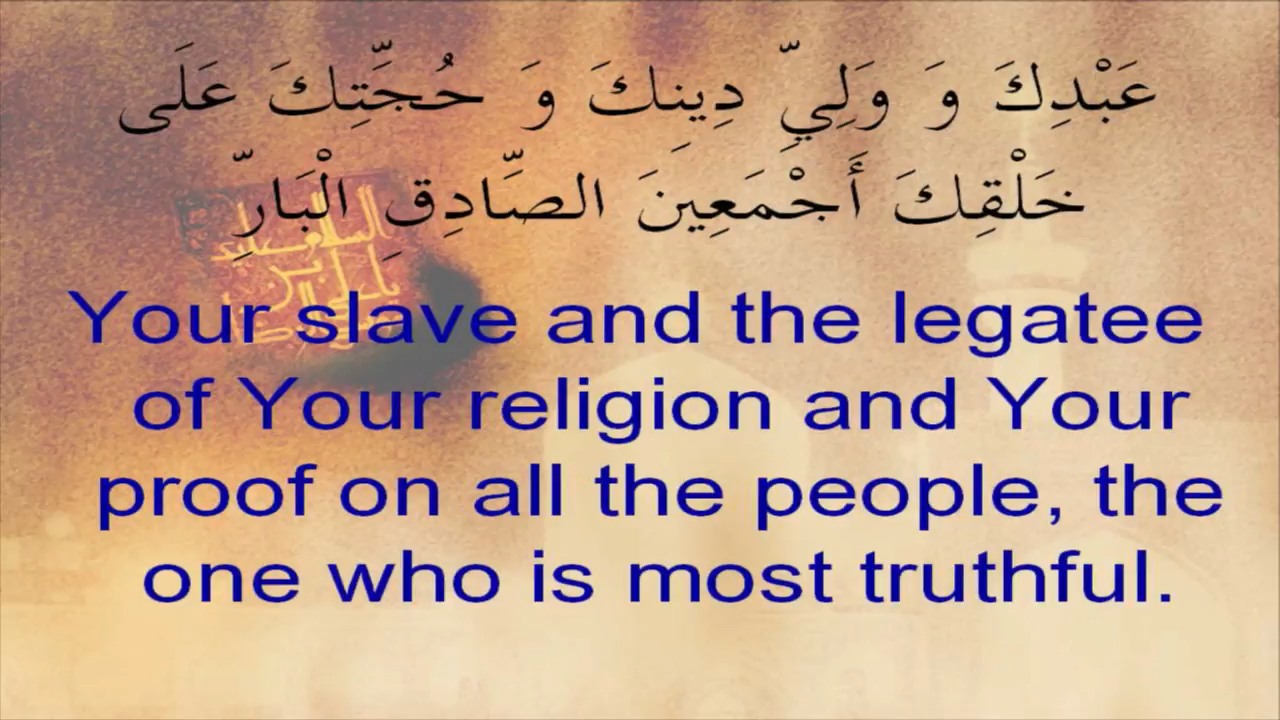 عَبْدِكَ وَ وَلِيِّ دِينِكَ وَ حُجَّتِكَ عَلَى
خَلْقِكَ أَجْمَعِينَ الصَّادِقِ الْبَارِّ
Your slave and the legatee
of Your religion and Your
proof on all the people, the
one who is most truthful.